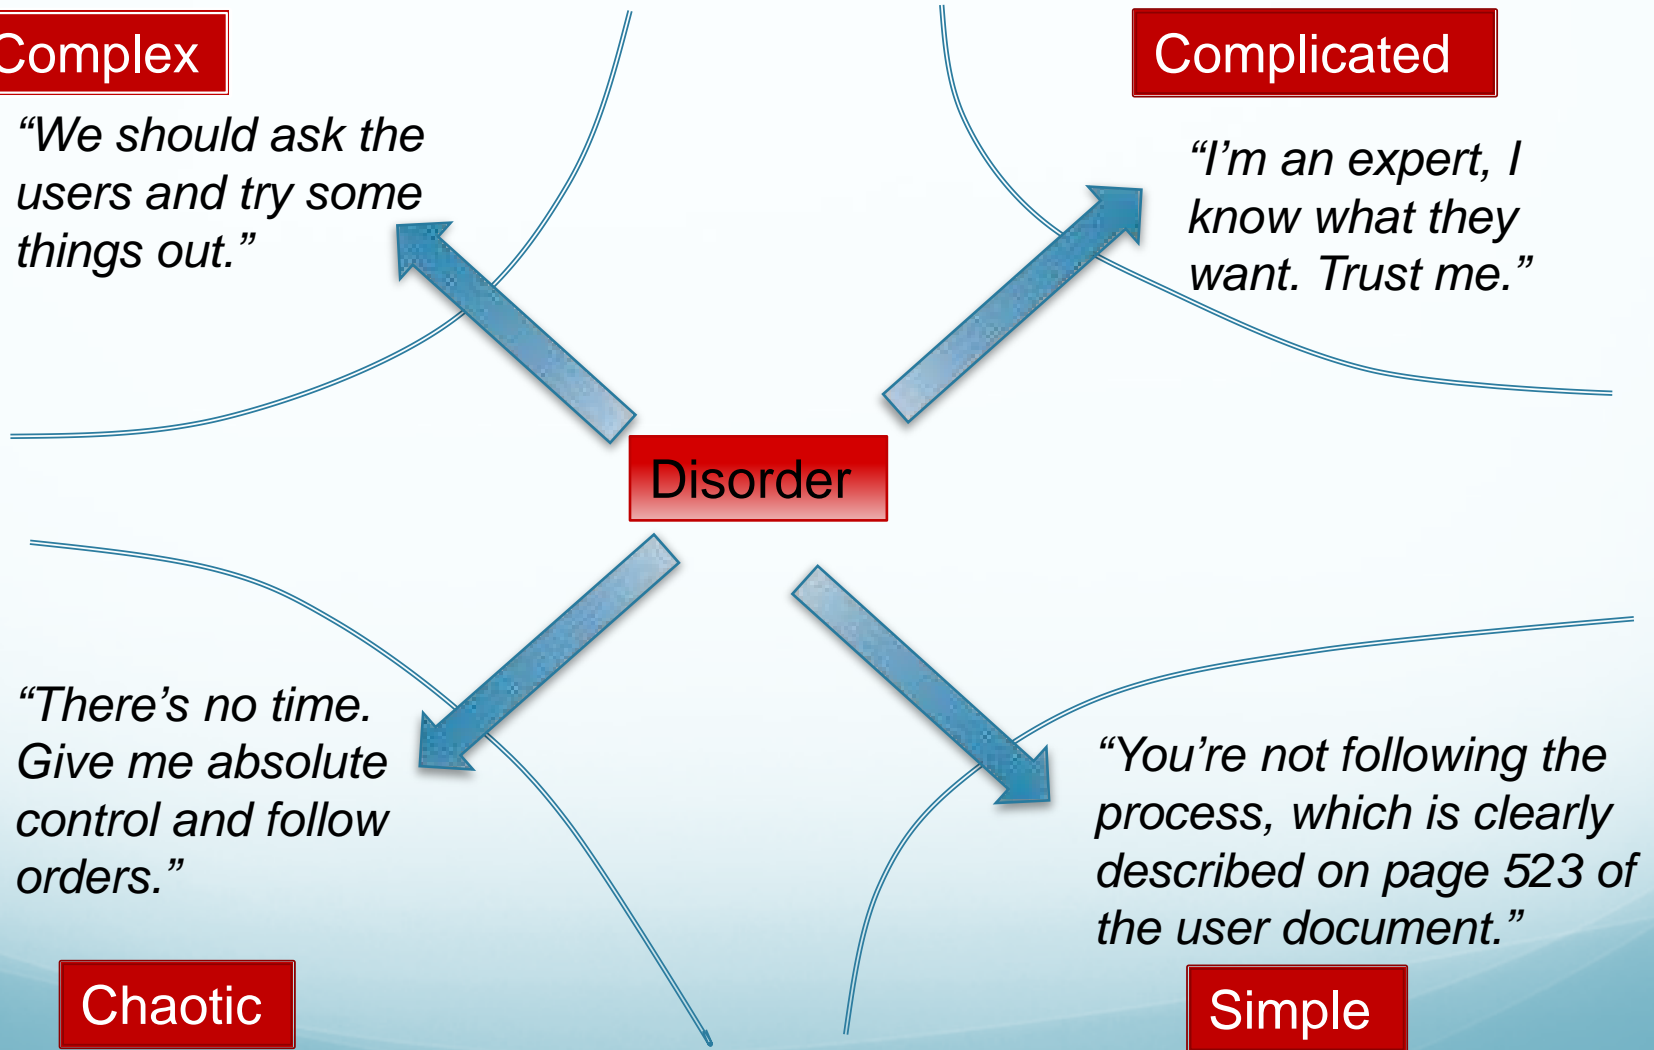 Complex
“We should ask the
users and try some
things out.”
Complicated
“I’m an expert, I
know what they
want. Trust me.”
Disorder
“There’s no time.
Give me absolute
control and follow
orders.”
Chaotic
“You’re not following the
process, which is clearly
described on page 523 of
the user document.”
Simple